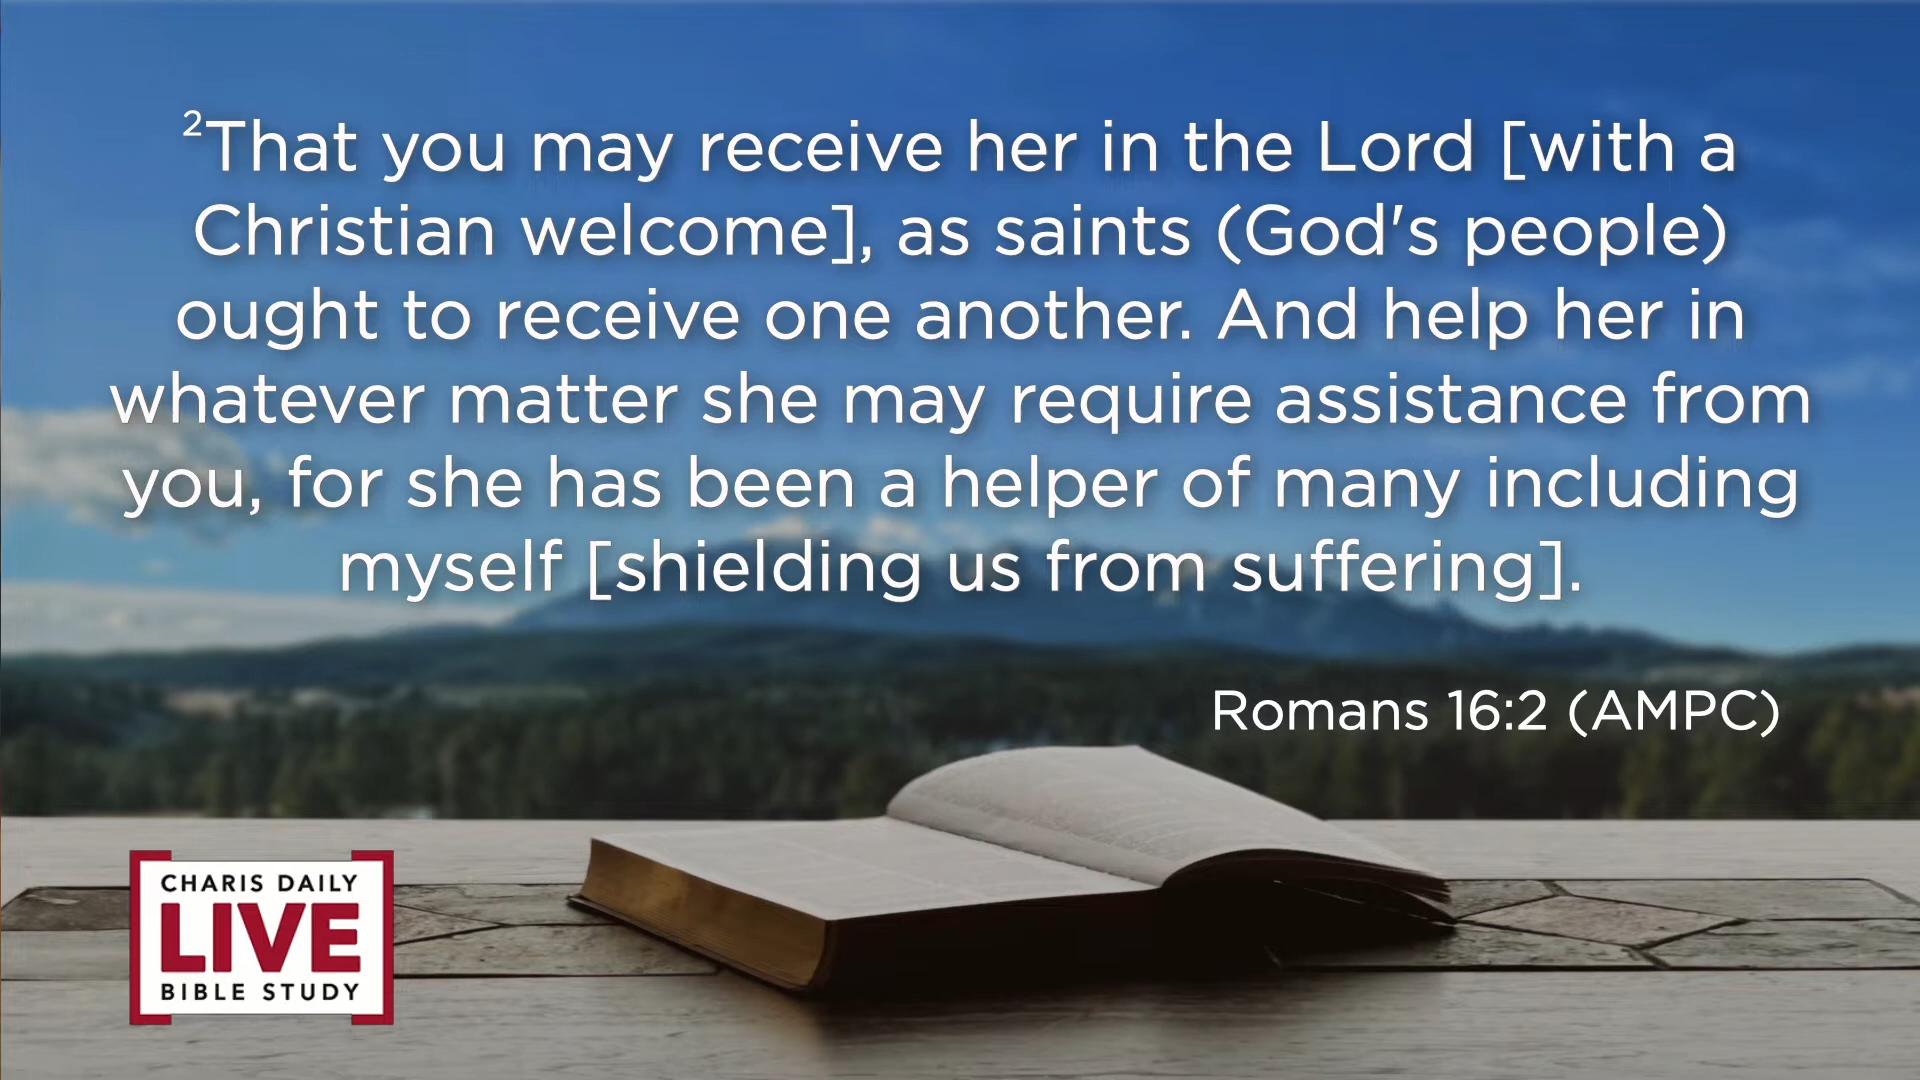 ²That you may receive her in the Lord [with a
Christian welcome], as saints (God's people)
ought to receive one another. And help her in
whatever matter she may require assistance from
you, for she has been a helper of many including
myself [shielding us from suffering].
Romans 16:2 (AMPC)
CHARIS DAILY
LIVE
BIBLE STUDY